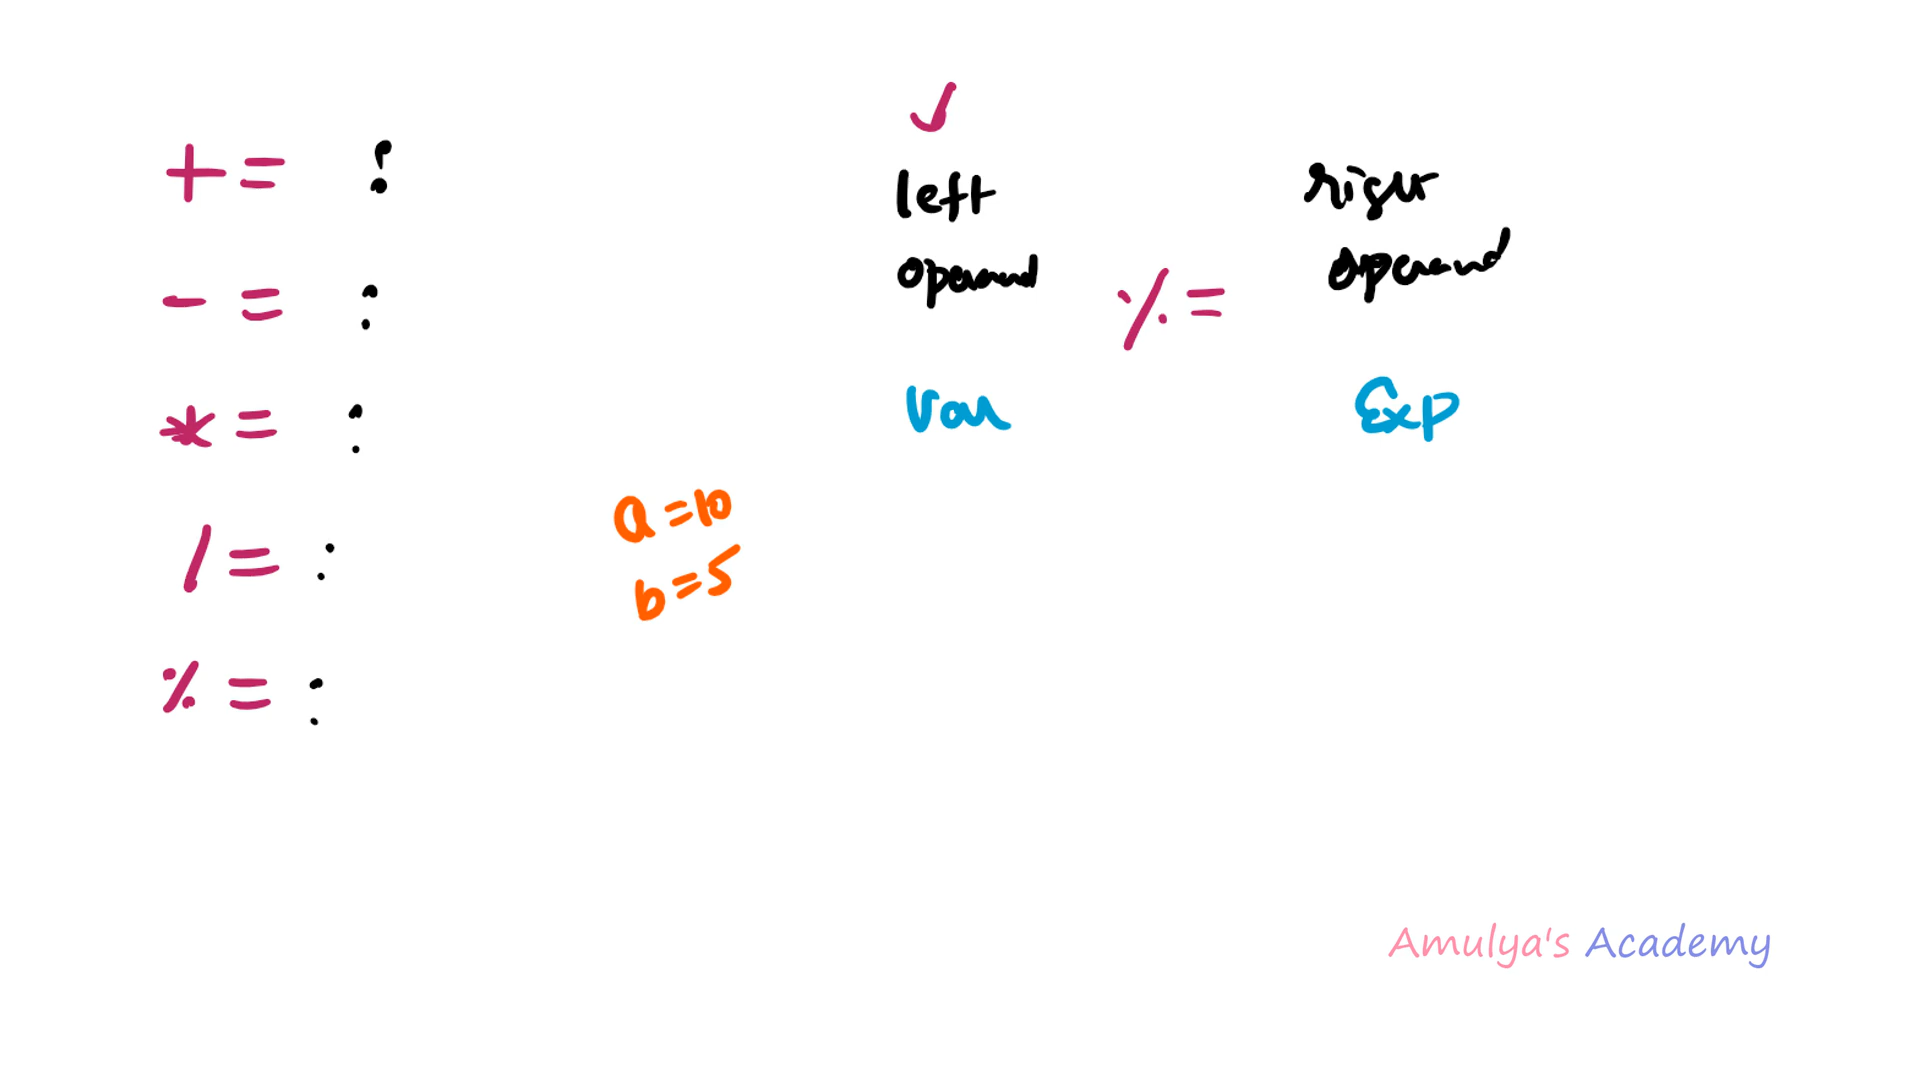 += :
-= :
*= :
/= :
%= :
a=10
b=5
✓
left operand %= right operand
Var Exp
Amulya's Academy